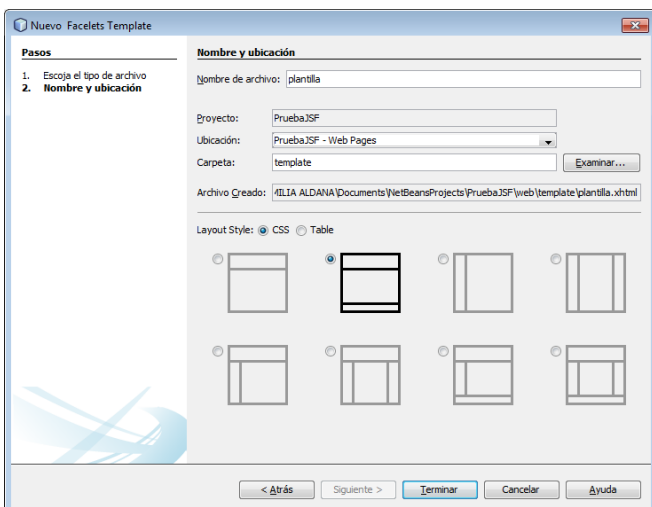 Nuevo Facelets Template
Pasos
1. Escoja el tipo de archivo
2. Nombre y ubicación
Nombre y ubicación
Nombre de archivo: plantilla
Proyecto: PruebaJSF
Ubicación: PruebaJSF - Web Pages
Carpeta: template Examinar...
Archivo Creado: MILIA ALDANA\Documents\NetBeansProjects\PruebaJSF\web\template\plantilla.xhtml
Layout Style: CSS Table
< Atrás Siguiente > Terminar Cancelar Ayuda